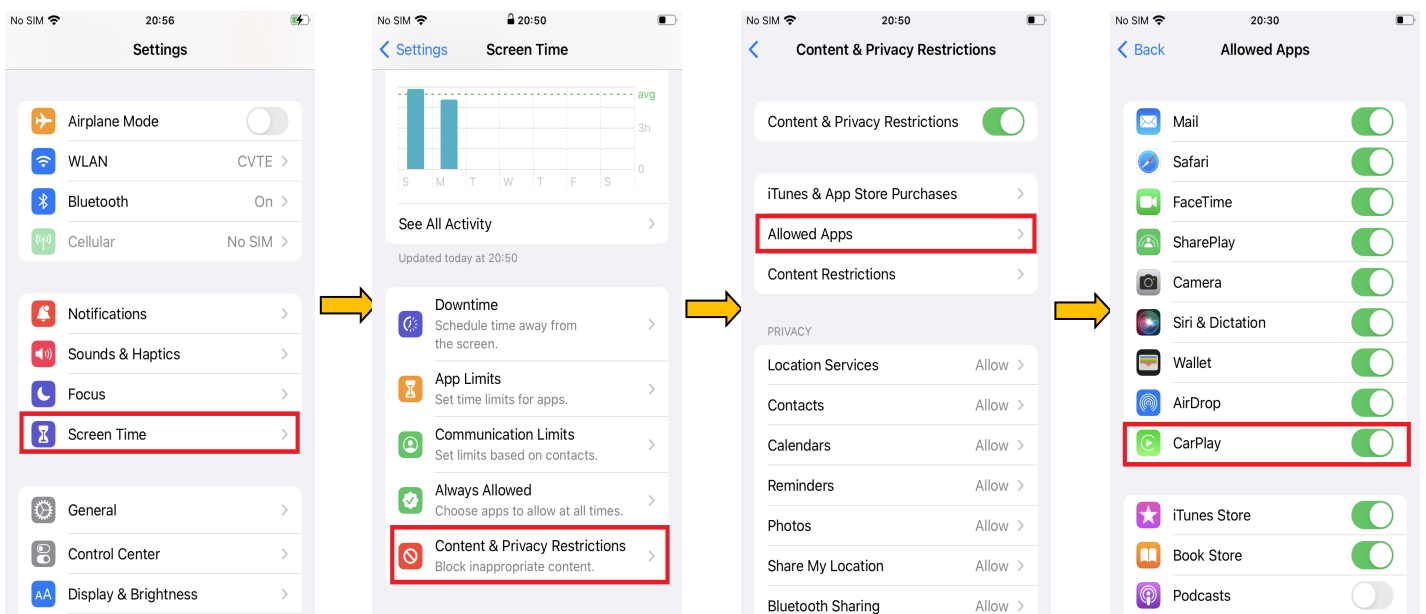 No SIM
20:56
Settings
Airplane Mode
WLAN
CVTE
Bluetooth
On
Cellular
No SIM
Notifications
Sounds & Haptics
Focus
Screen Time
General
Control Center
AA
Display & Brightness
No SIM
20:50
Settings
Screen Time
avg
3h
0
S M T W T F S
See All Activity
Updated today at 20:50
Downtime
Schedule time away from
the screen.
App Limits
Set time limits for apps.
Communication Limits
Set limits based on contacts.
Always Allowed
Choose apps to allow at all times.
Content & Privacy Restrictions
Block inappropriate content.
No SIM
20:50
Content & Privacy Restrictions
Content & Privacy Restrictions
iTunes & App Store Purchases
Allowed Apps
Content Restrictions
PRIVACY
Location Services
Allow
Contacts
Allow
Calendars
Allow
Reminders
Allow
Photos
Allow
Share My Location
Allow
Bluetooth Sharing
Allow
No SIM
20:30
Back
Allowed Apps
Mail
Safari
FaceTime
SharePlay
Camera
Siri & Dictation
Wallet
AirDrop
CarPlay
iTunes Store
Book Store
Podcasts